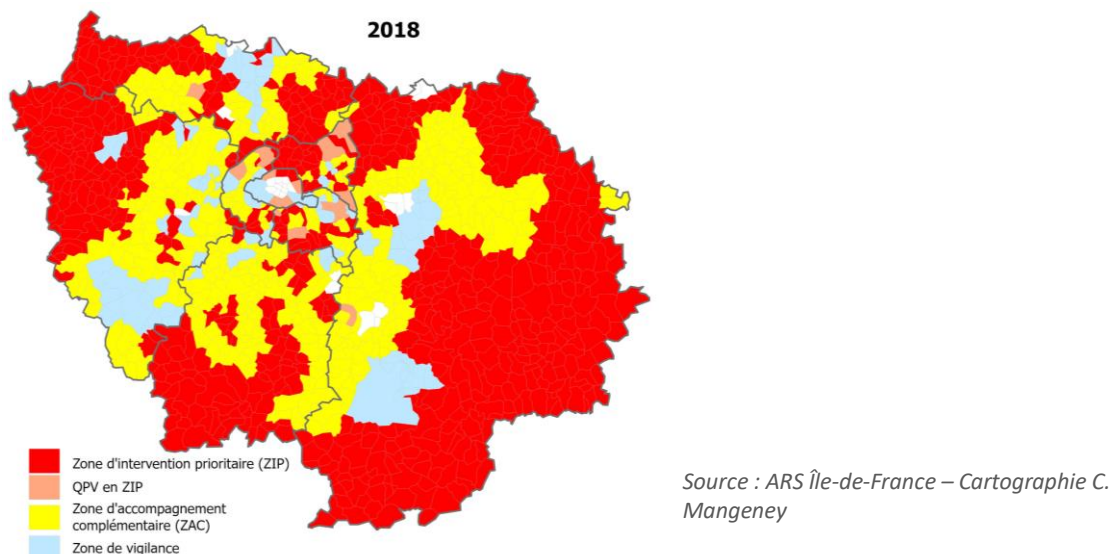 2018
Zone d'intervention prioritaire (ZIP)
QPV en ZIP
Zone d'accompagnement
complémentaire (ZAC)
Zone de vigilance
Source : ARS Île-de-France – Cartographie C.
Mangeney